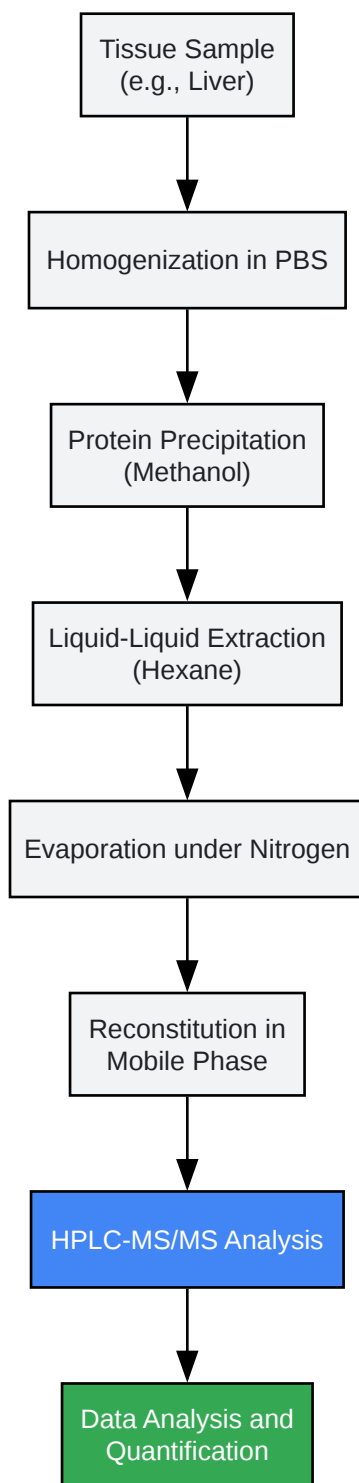 Tissue Sample
(e.g., Liver)
Homogenization in PBS
Protein Precipitation
(Methanol)
Liquid-Liquid Extraction
(Hexane)
Evaporation under Nitrogen
Reconstitution in
Mobile Phase
HPLC-MS/MS Analysis
Data Analysis and
Quantification